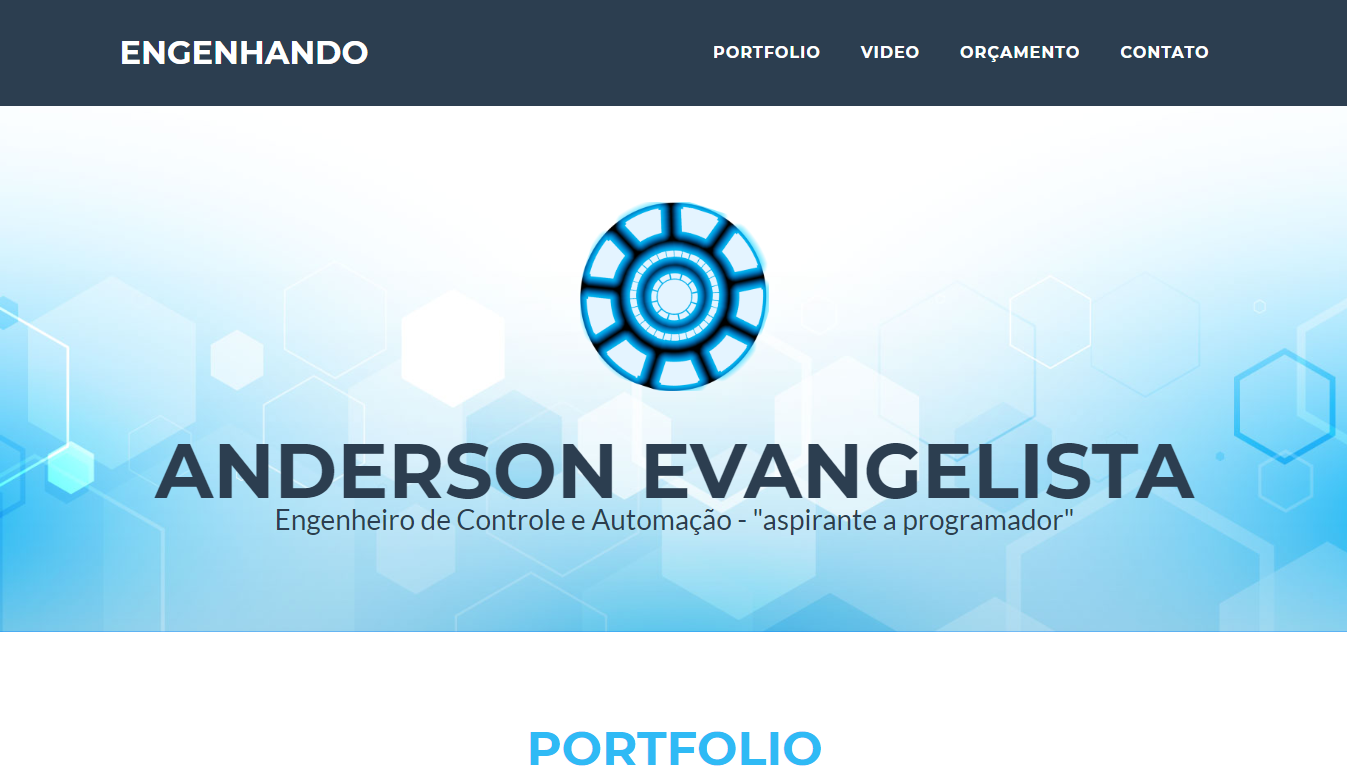 ENGENHANDO
PORTFOLIO VIDEO ORÇAMENTO CONTATO
ANDERSON EVANGELISTA
Engenheiro de Controle e Automação - "aspirante a programador"
PORTFOLIO